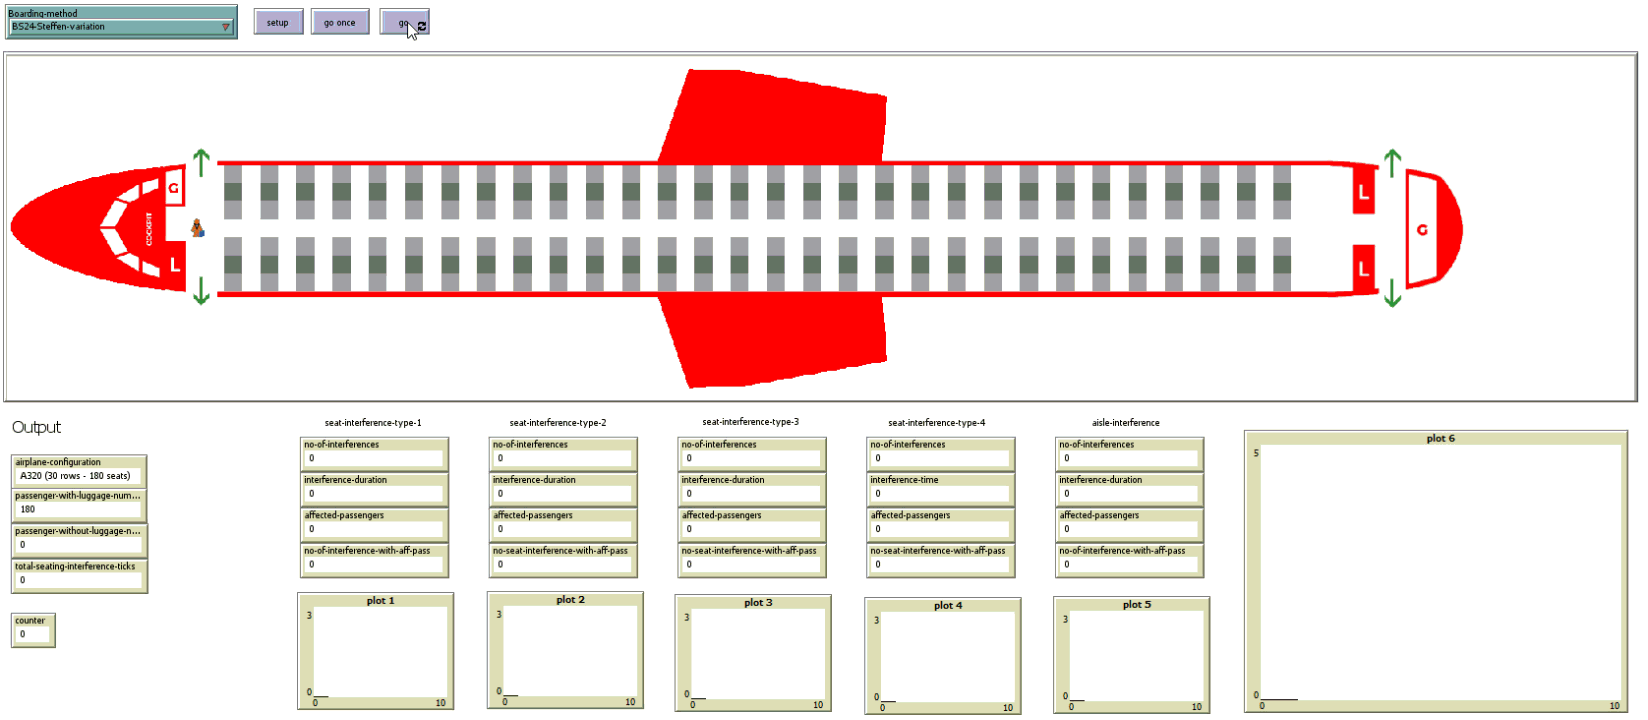 Boarding-method
BS24-Steffen-variation
setup
go once
go
G
COCKPIT
L
L
L
G
Output
airplane-configuration
A320 (30 rows - 180 seats)
passenger-with-luggage-num...
180
passenger-without-luggage-n...
0
total-seating-interference-ticks
0
counter
0
seat-interference-type-1
no-of-interferences
0
interference-duration
0
affected-passengers
0
no-of-interference-with-aff-pass
0
plot 1
3
0
0
10
seat-interference-type-2
no-of-interferences
0
interference-duration
0
affected-passengers
0
no-seat-interference-with-aff-pass
0
plot 2
3
0
0
10
seat-interference-type-3
no-of-interferences
0
interference-duration
0
affected-passengers
0
no-seat-interference-with-aff-pass
0
plot 3
3
0
0
10
seat-interference-type-4
no-of-interferences
0
interference-time
0
affected-passengers
0
no-seat-interference-with-aff-pass
0
plot 4
3
0
0
10
aisle-interference
no-of-interferences
0
interference-duration
0
affected-passengers
0
no-of-interference-with-aff-pass
0
plot 5
3
0
0
10
plot 6
5
0
0
10